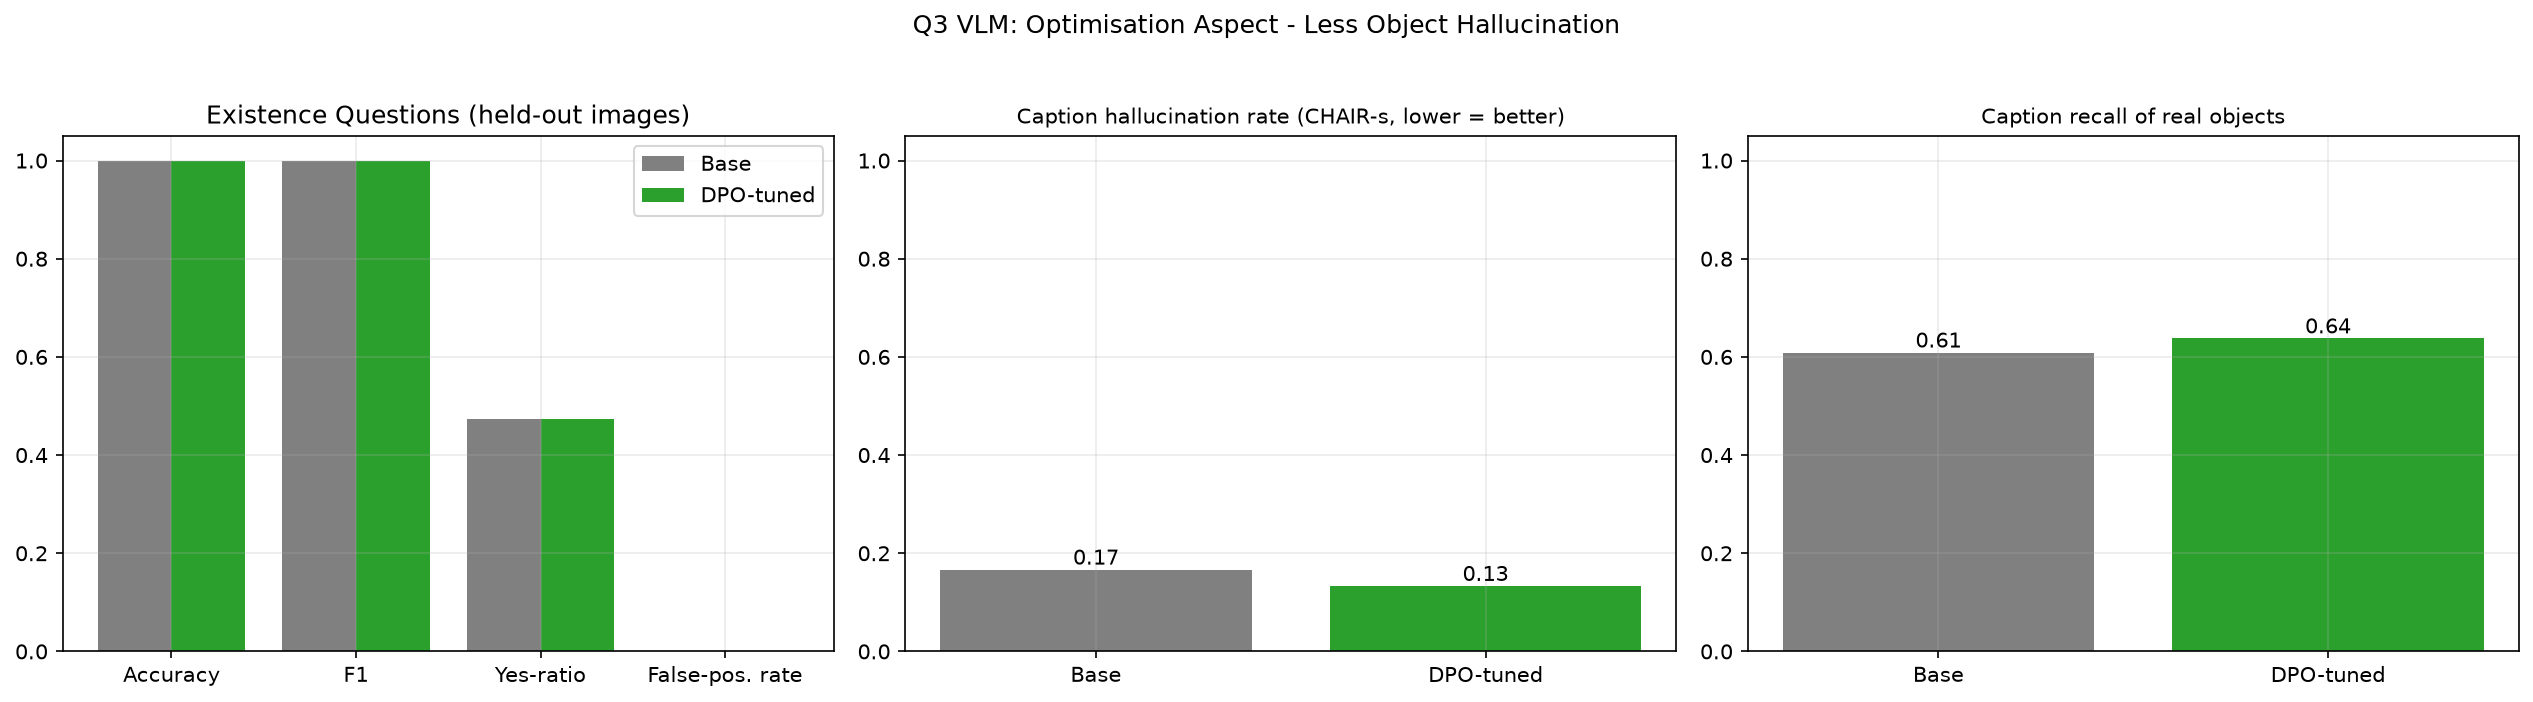 Q3 VLM: Optimisation Aspect - Less Object Hallucination
Existence Questions (held-out images)
1.0
0.8
0.6
0.4
0.2
0.0
Base
DPO-tuned
Accuracy
F1
Yes-ratio
False-pos. rate
Caption hallucination rate (CHAIR-s, lower = better)
1.0
0.8
0.6
0.4
0.2
0.0
0.17
0.13
Base
DPO-tuned
Caption recall of real objects
1.0
0.8
0.6
0.4
0.2
0.0
0.61
0.64
Base
DPO-tuned